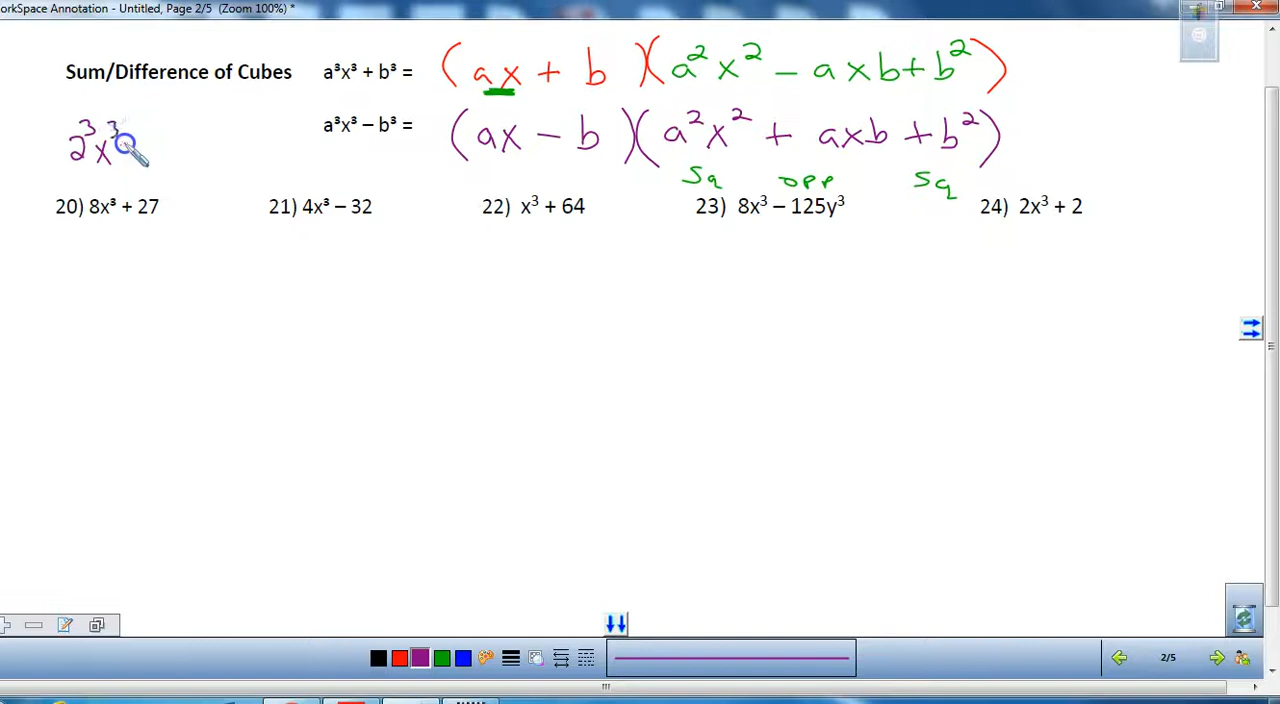 orkSpace Annotation - Untitled, Page 2/5 (Zoom 100%) *
Sum/Difference of Cubes a³x³ + b³ = (ax + b)(a²x² - axb + b²)
a³x³ – b³ = (ax - b)(a²x² + axb + b²)
2³x³
Sq opp Sq
20) 8x³ + 27 21) 4x³ – 32 22) x³ + 64 23) 8x³ – 125y³ 24) 2x³ + 2
2/5